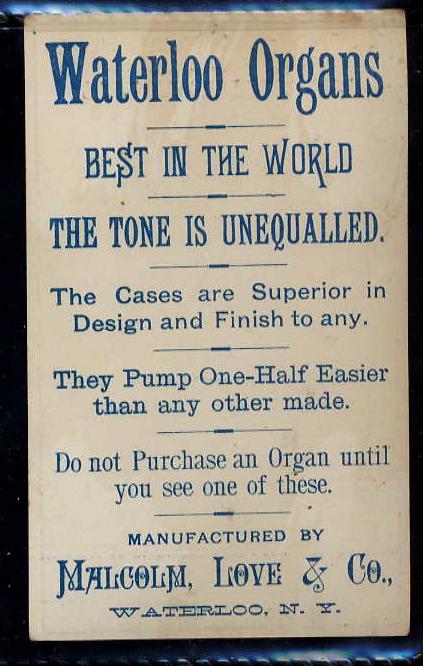 Waterloo Organs
BEST IN THE WORLD
THE TONE IS UNEQUALLED.
The Cases are Superior in
Design and Finish to any.
They Pump One-Half Easier
than any other made.
Do not Purchase an Organ until
you see one of these.
MANUFACTURED BY
MALCOLM, LOVE & CO.,
WATERLOO, N. Y.